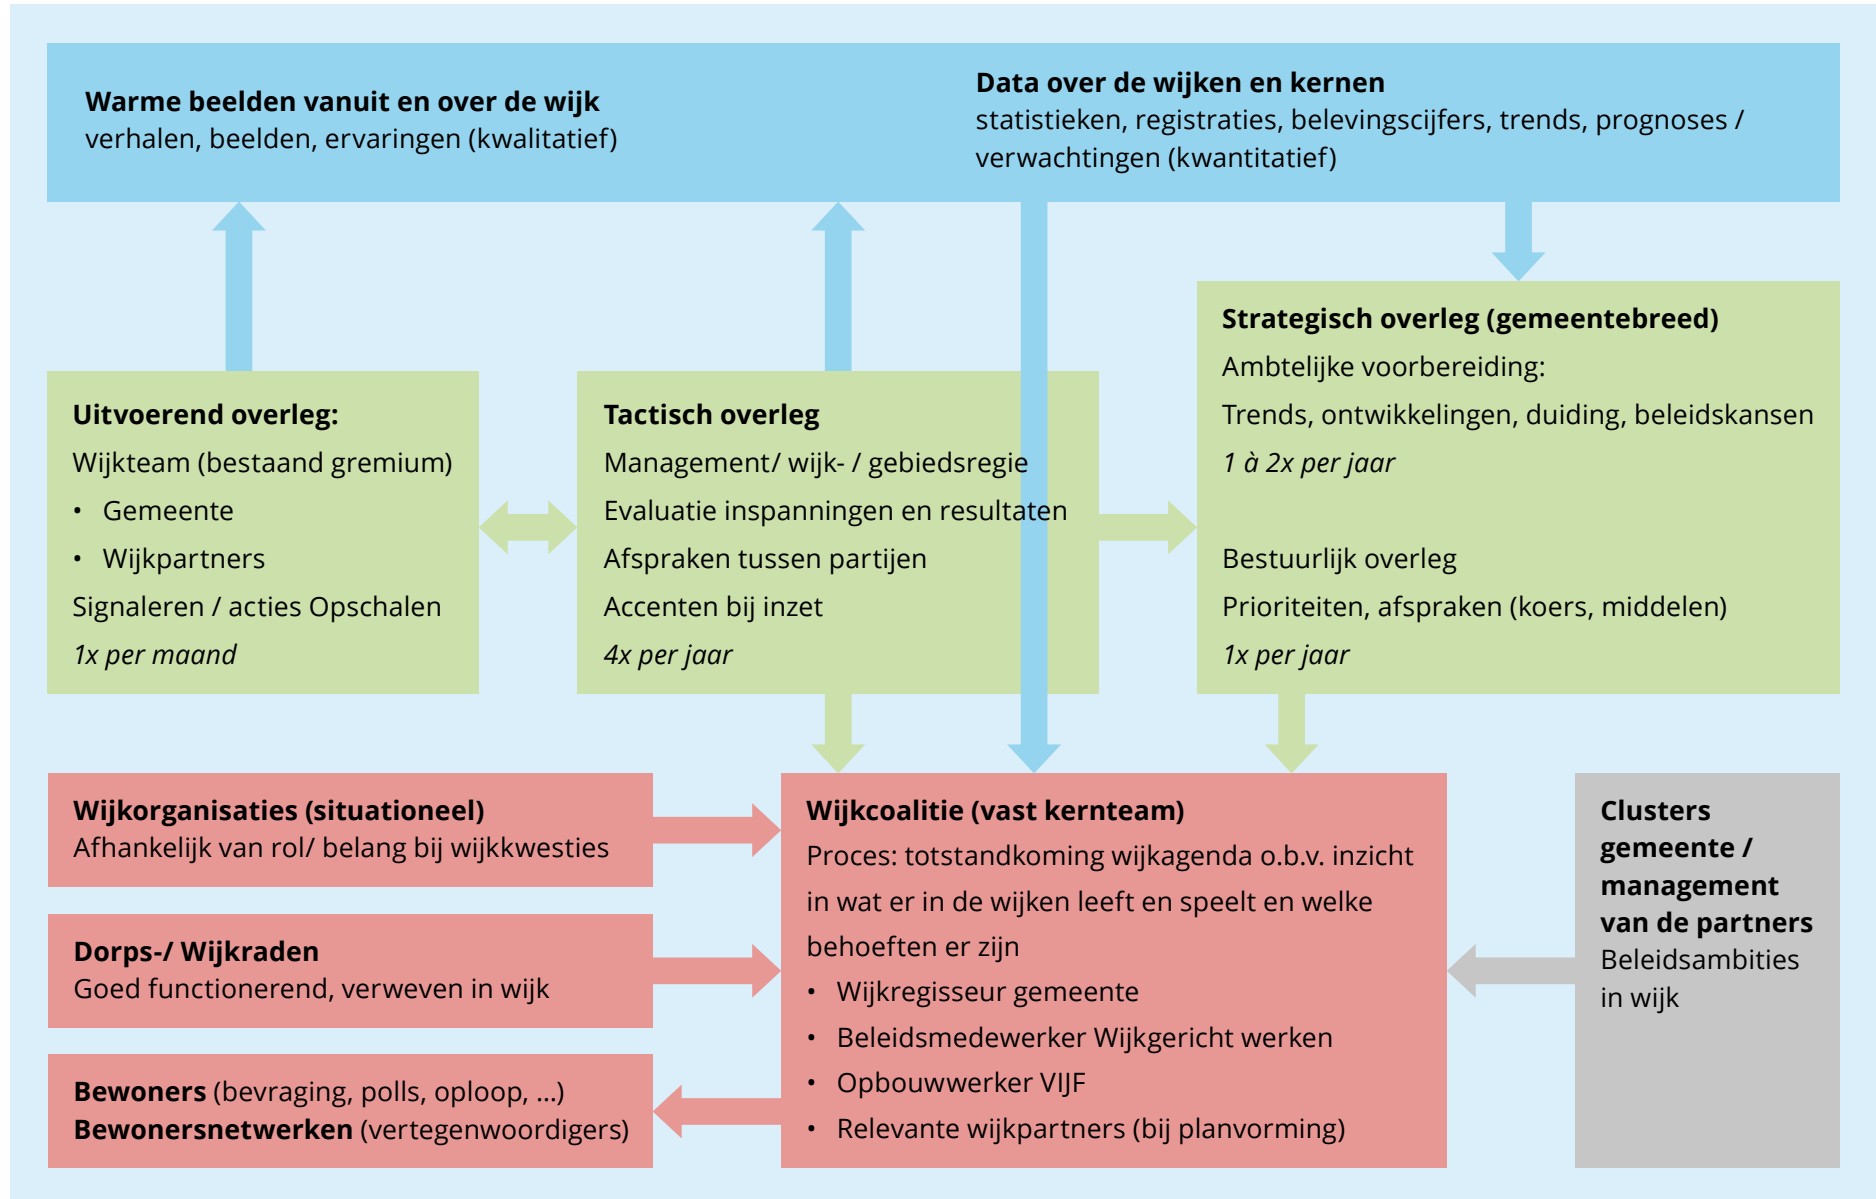 Warme beelden vanuit en over de wijk
verhalen, beelden, ervaringen (kwalitatief)
Data over de wijken en kernen
statistieken, registraties, belevingscijfers, trends, prognoses /
verwachtingen (kwantitatief)
Uitvoerend overleg:
Wijkteam (bestaand gremium)
• Gemeente
• Wijkpartners
Signaleren / acties Opschalen
1x per maand
Tactisch overleg
Management/ wijk- / gebiedsregie
Evaluatie inspanningen en resultaten
Afspraken tussen partijen
Accenten bij inzet
4x per jaar
Strategisch overleg (gemeentebreed)
Ambtelijke voorbereiding:
Trends, ontwikkelingen, duiding, beleidskansen
1 à 2x per jaar
Bestuurlijk overleg
Prioriteiten, afspraken (koers, middelen)
1x per jaar
Wijkorganisaties (situationeel)
Afhankelijk van rol/ belang bij wijkkwesties
Dorps-/ Wijkraden
Goed functionerend, verweven in wijk
Bewoners (bevraging, polls, oploop, ...)
Bewonersnetwerken (vertegenwoordigers)
Wijkcoalitie (vast kernteam)
Proces: totstandkoming wijkagenda o.b.v. inzicht
in wat er in de wijken leeft en speelt en welke
behoeften er zijn
• Wijkregisseur gemeente
• Beleidsmedewerker Wijkgericht werken
• Opbouwwerker VIJF
• Relevante wijkpartners (bij planvorming)
Clusters
gemeente /
management
van de partners
Beleidsambities
in wijk